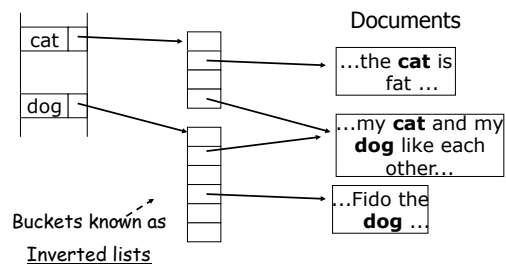 Documents
cat
…the cat is
fat …
dog
…my cat and my
dog like each
other…
…Fido the
dog …
Buckets known as
Inverted lists